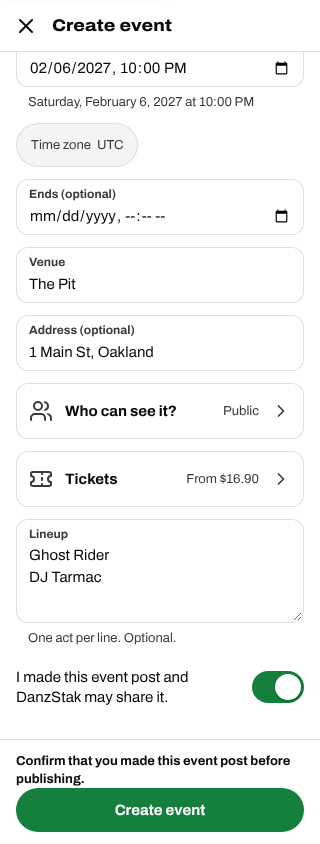 Create event
02/06/2027, 10:00 PM
Saturday, February 6, 2027 at 10:00 PM
Time zone UTC
Ends (optional)
mm/dd/yyyy, --:-- --
Venue
The Pit
Address (optional)
1 Main St, Oakland
Who can see it? Public
Tickets From $16.90
Lineup
Ghost Rider
DJ Tarmac
One act per line. Optional.
I made this event post and
DanzStak may share it.
Confirm that you made this event post before
publishing.
Create event